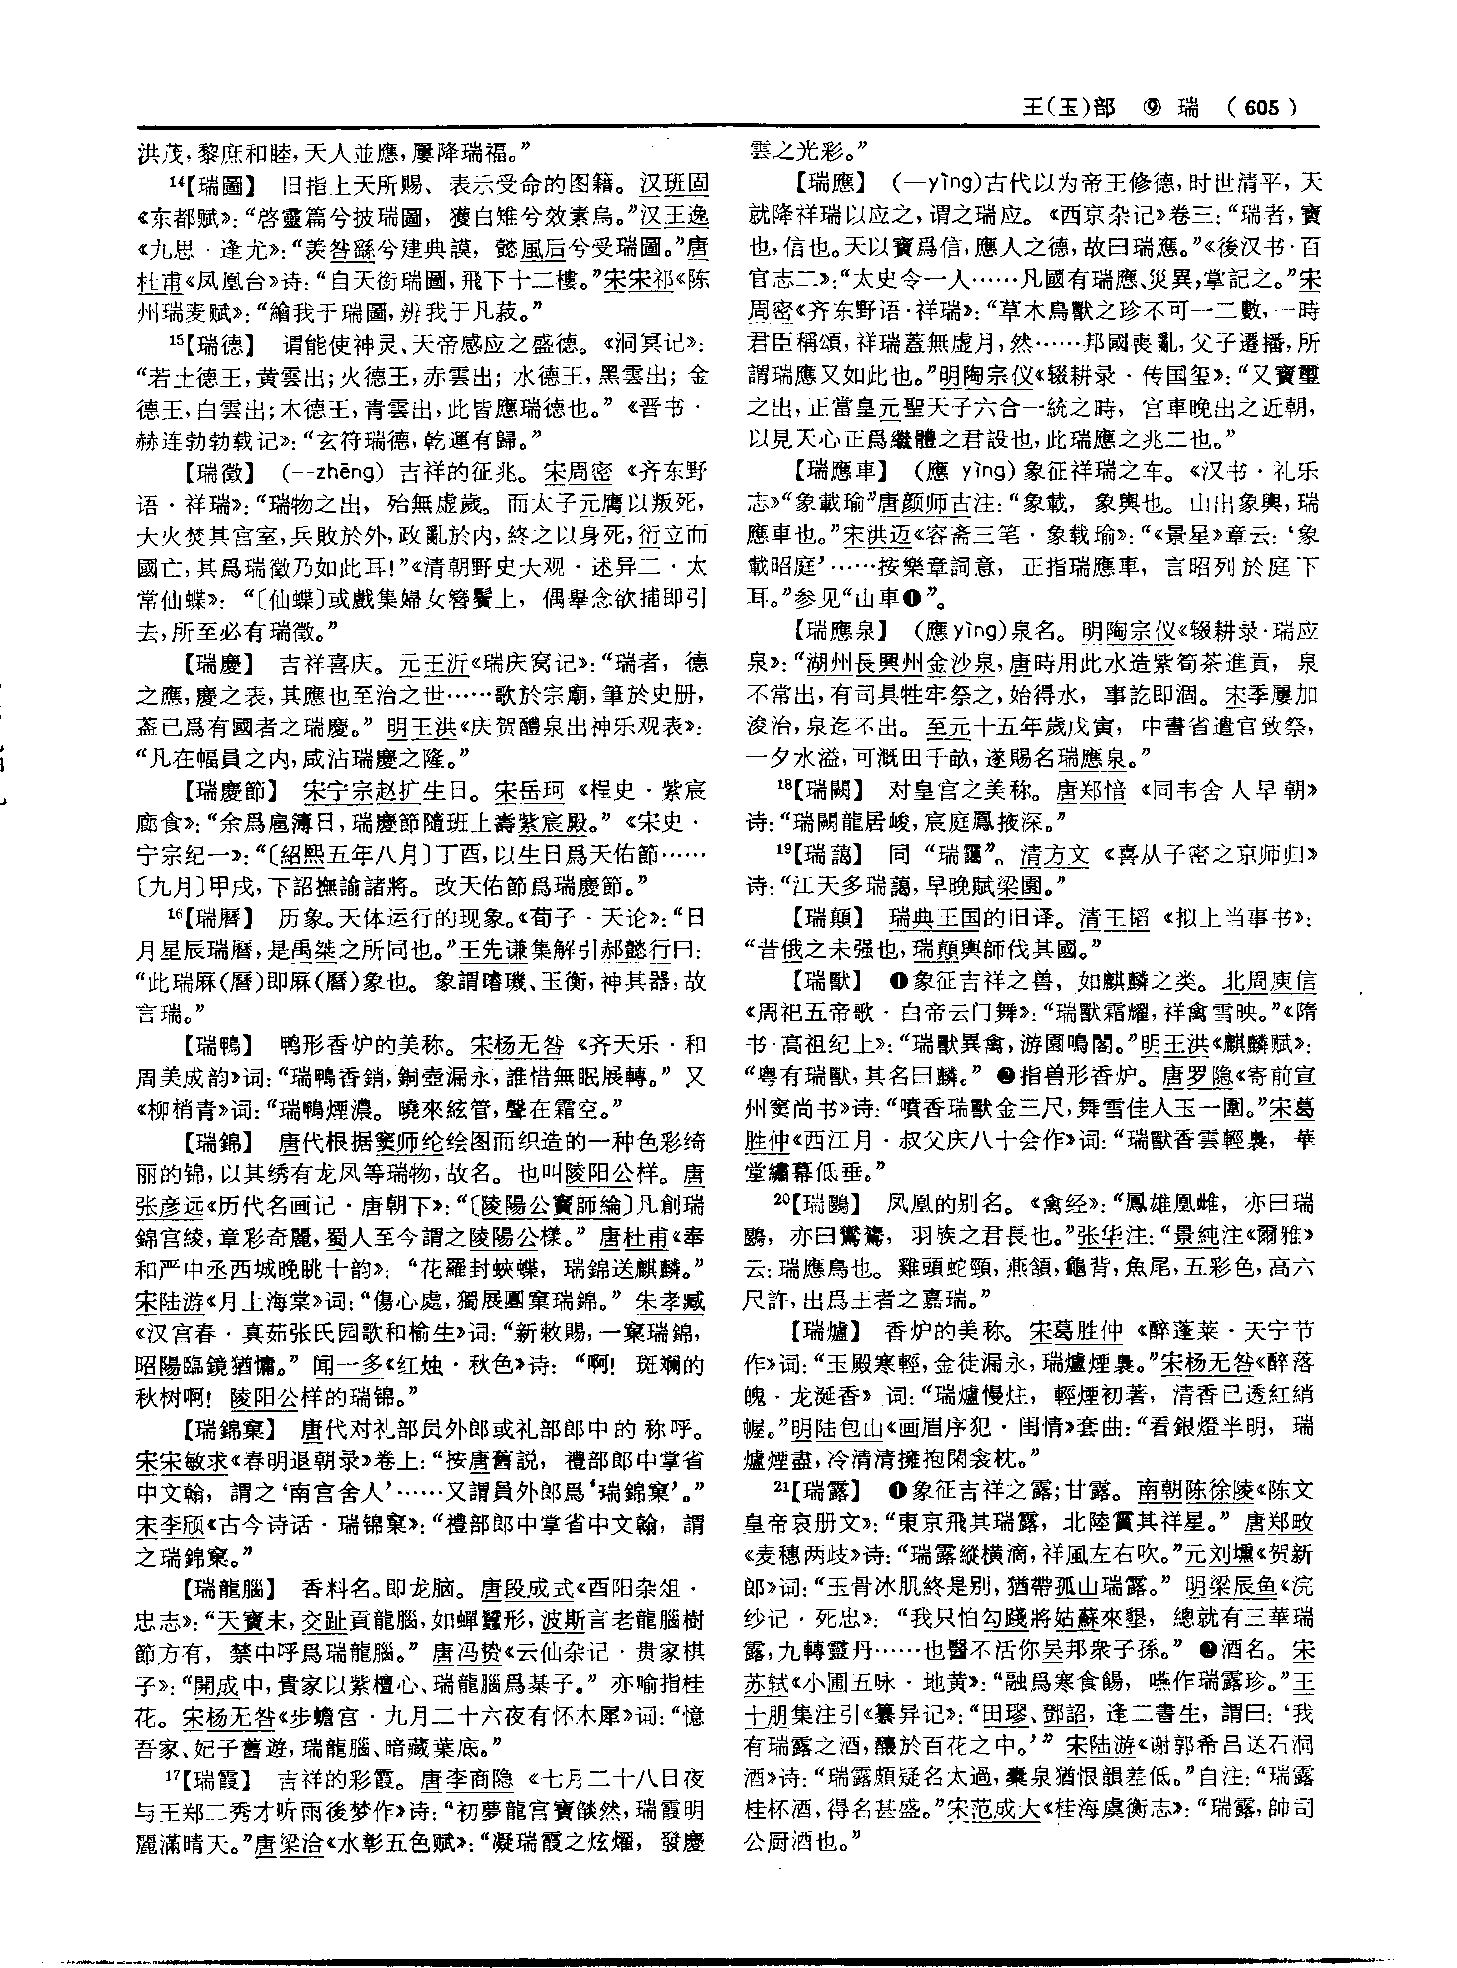 王(玉)部 ⑨ 瑞 (605)
洪茂，黎庶和睦，天人並應，屢降瑞福。”
14【瑞圖】 旧指上天所赐、表示受命的图籍。汉班固
《东都赋》：“啓靈篇兮披瑞圖，獲白雉兮效素烏。”汉王逸
《九思·逢尤》：“羡咎繇兮建典謨，懿風后兮受瑞圖。”唐
杜甫《凤凰台》诗：“自天銜瑞圖，飛下十二樓。”宋宋祁《陈
州瑞麦赋》：“繪我于瑞圖，辨我于凡菽。”
15【瑞德】 谓能使神灵、天帝感应之盛德。《洞冥记》：
“若土德王，黄雲出；火德王，赤雲出；水德王，黑雲出；金
德王，白雲出；木德王，青雲出，此皆應瑞德也。”《晋书·
赫连勃勃载记》：“玄符瑞德，乾運有歸。”
【瑞徵】 (--zhēng) 吉祥的征兆。宋周密《齐东野
语·祥瑞》：“瑞物之出，殆無虚歲。而太子元膺以叛死，
大火焚其宫室，兵敗於外，政亂於内，終之以身死，衍立而
國亡，其爲瑞徵乃如此耳！”《清朝野史大观·述异二·太
常仙蝶》：“〔仙蝶〕或戲集婦女簪鬢上，偶舉念欲捕即引
去，所至必有瑞徵。”
【瑞慶】 吉祥喜庆。元王沂《瑞庆窝记》：“瑞者，德
之應，慶之表，其應也至治之世……歌於宗廟，筆於史册，
蓋已爲有國者之瑞慶。”明王洪《庆贺醴泉出神乐观表》：
“凡在幅員之内，咸沾瑞慶之隆。”
【瑞慶節】 宋宁宗赵扩生日。宋岳珂《桯史·紫宸
廊食》：“余爲扈簿日，瑞慶節隨班上壽紫宸殿。”《宋史·
宁宗纪一》：“〔紹熙五年八月〕丁酉，以生日爲天佑節……
〔九月〕甲戌，下詔撫諭諸將。改天佑節爲瑞慶節。”
16【瑞曆】 历象。天体运行的现象。《荀子·天论》：“日
月星辰瑞曆，是禹桀之所同也。”王先谦集解引郝懿行曰：
“此瑞厤(曆)即厤(曆)象也。象謂璿璣、玉衡，神其器，故
言瑞。”
【瑞鴨】 鸭形香炉的美称。宋杨无咎《齐天乐·和
周美成韵》词：“瑞鴨香銷，銅壺漏永，誰惜無眠展轉。”又
《柳梢青》词：“瑞鴨煙濃。曉來絃管，聲在霜空。”
【瑞錦】 唐代根据窦师纶绘图而织造的一种色彩绮
丽的锦，以其绣有龙凤等瑞物，故名。也叫陵阳公样。唐
张彦远《历代名画记·唐朝下》：“〔陵陽公竇師綸〕凡創瑞
錦宫綾，章彩奇麗，蜀人至今謂之陵陽公樣。”唐杜甫《奉
和严中丞西城晚眺十韵》：“花羅封蛺蝶，瑞錦送麒麟。”
宋陆游《月上海棠》词：“傷心處，獨展團窠瑞錦。”朱孝臧
《汉宫春·真茹张氏园歌和榆生》词：“新敕賜，一窠瑞錦，
昭陽臨鏡猶慵。”闻一多《红烛·秋色》诗：“啊！斑斓的
秋树啊！陵阳公样的瑞锦。”
【瑞錦窠】 唐代对礼部员外郎或礼部郎中的称呼。
宋宋敏求《春明退朝录》卷上：“按唐舊説，禮部郎中掌省
中文翰，謂之‘南宫舍人’……又謂員外郎爲‘瑞錦窠’。”
宋李颀《古今诗话·瑞锦窠》：“禮部郎中掌省中文翰，謂
之瑞錦窠。”
【瑞龍腦】 香料名。即龙脑。唐段成式《酉阳杂俎·
忠志》：“天寶末，交趾貢龍腦，如蟬蠶形，波斯言老龍腦樹
節方有，禁中呼爲瑞龍腦。”唐冯贽《云仙杂记·贵家棋
子》：“開成中，貴家以紫檀心、瑞龍腦爲棊子。”亦喻指桂
花。宋杨无咎《步蟾宫·九月二十六夜有怀木犀》词：“憶
吾家、妃子舊遊，瑞龍腦、暗藏葉底。”
17【瑞霞】 吉祥的彩霞。唐李商隐《七月二十八日夜
与王郑二秀才听雨後梦作》诗：“初夢龍宫寶燄然，瑞霞明
麗滿晴天。”唐梁洽《水彰五色赋》：“凝瑞霞之炫燿，發慶
雲之光彩。”
【瑞應】 (—yìng)古代以为帝王修德，时世清平，天
就降祥瑞以应之，谓之瑞应。《西京杂记》卷三：“瑞者，寶
也，信也。天以寶爲信，應人之德，故曰瑞應。”《後汉书·百
官志二》：“太史令一人……凡國有瑞應、災異，掌記之。”宋
周密《齐东野语·祥瑞》：“草木鳥獸之珍不可一二數，一時
君臣稱頌，祥瑞蓋無虚月，然……邦國喪亂，父子遷播，所
謂瑞應又如此也。”明陶宗仪《辍耕录·传国玺》：“又寶璽
之出，正當皇元聖天子六合一統之時，宫車晚出之近朝，
以見天心正爲繼體之君設也，此瑞應之兆二也。”
【瑞應車】 (應 yìng)象征祥瑞之车。《汉书·礼乐
志》“象載瑜”唐颜师古注：“象載，象輿也。山出象輿，瑞
應車也。”宋洪迈《容斋三笔·象载瑜》：“《景星》章云：‘象
載昭庭’……按樂章詞意，正指瑞應車，言昭列於庭下
耳。”参见“山車❶”。
【瑞應泉】 (應yìng)泉名。明陶宗仪《辍耕录·瑞应
泉》：“湖州長興州金沙泉，唐時用此水造紫筍茶進貢，泉
不常出，有司具牲牢祭之，始得水，事訖即涸。宋季屢加
浚治，泉迄不出。至元十五年歲戊寅，中書省遣官致祭，
一夕水溢，可溉田千畝，遂賜名瑞應泉。”
18【瑞闕】 对皇宫之美称。唐郑愔《同韦舍人早朝》
诗：“瑞闕龍居峻，宸庭鳳掖深。”
19【瑞藹】 同“瑞靄”。清方文《喜从子密之京师归》
诗：“江天多瑞藹，早晚賦梁園。”
【瑞顛】 瑞典王国的旧译。清王韬《拟上当事书》：
“昔俄之未强也，瑞顛輿師伐其國。”
【瑞獸】 ❶象征吉祥之兽，如麒麟之类。北周庾信
《周祀五帝歌·白帝云门舞》：“瑞獸霜耀，祥禽雪映。”《隋
书·高祖纪上》：“瑞獸異禽，游園鳴閣。”明王洪《麒麟赋》：
“粤有瑞獸，其名曰麟。”❷指兽形香炉。唐罗隐《寄前宣
州窦尚书》诗：“噴香瑞獸金三尺，舞雪佳人玉一圍。”宋葛
胜仲《西江月·叔父庆八十会作》词：“瑞獸香雲輕裊，華
堂繡幕低垂。”
20【瑞鶠】 凤凰的别名。《禽经》：“鳳雄凰雌，亦曰瑞
鶠，亦曰鸑鷟，羽族之君長也。”张华注：“景純注《爾雅》
云：瑞應鳥也。雞頭蛇頸，燕頷，龜背，魚尾，五彩色，高六
尺許，出爲王者之嘉瑞。”
【瑞爐】 香炉的美称。宋葛胜仲《醉蓬莱·天宁节
作》词：“玉殿寒輕，金徒漏永，瑞爐煙裊。”宋杨无咎《醉落
魄·龙涎香》词：“瑞爐慢炷，輕煙初著，清香已透紅綃
幄。”明陆包山《画眉序犯·闺情》套曲：“看銀燈半明，瑞
爐煙盡，冷清清擁抱閑衾枕。”
21【瑞露】 ❶象征吉祥之露；甘露。南朝陈徐陵《陈文
皇帝哀册文》：“東京飛其瑞露，北陸賈其祥星。”唐郑畋
《麦穗两歧》诗：“瑞露縱横滴，祥風左右吹。”元刘壎《贺新
郎》词：“玉骨冰肌終是别，猶帶孤山瑞露。”明梁辰鱼《浣
纱记·死忠》：“我只怕勾踐將姑蘇來墾，總就有三華瑞
露，九轉靈丹……也醫不活你吴邦衆子孫。”❷酒名。宋
苏轼《小圃五咏·地黄》：“融爲寒食餳，嚥作瑞露珍。”王
十朋集注引《纂异记》：“田璆、鄧韶，逢二書生，謂曰：‘我
有瑞露之酒，釀於百花之中。’”宋陆游《谢郭希吕送石洞
酒》诗：“瑞露頗疑名太過，囊泉猶恨韻差低。”自注：“瑞露
桂杯酒，得名甚盛。”宋范成大《桂海虞衡志》：“瑞露，帥司
公厨酒也。”